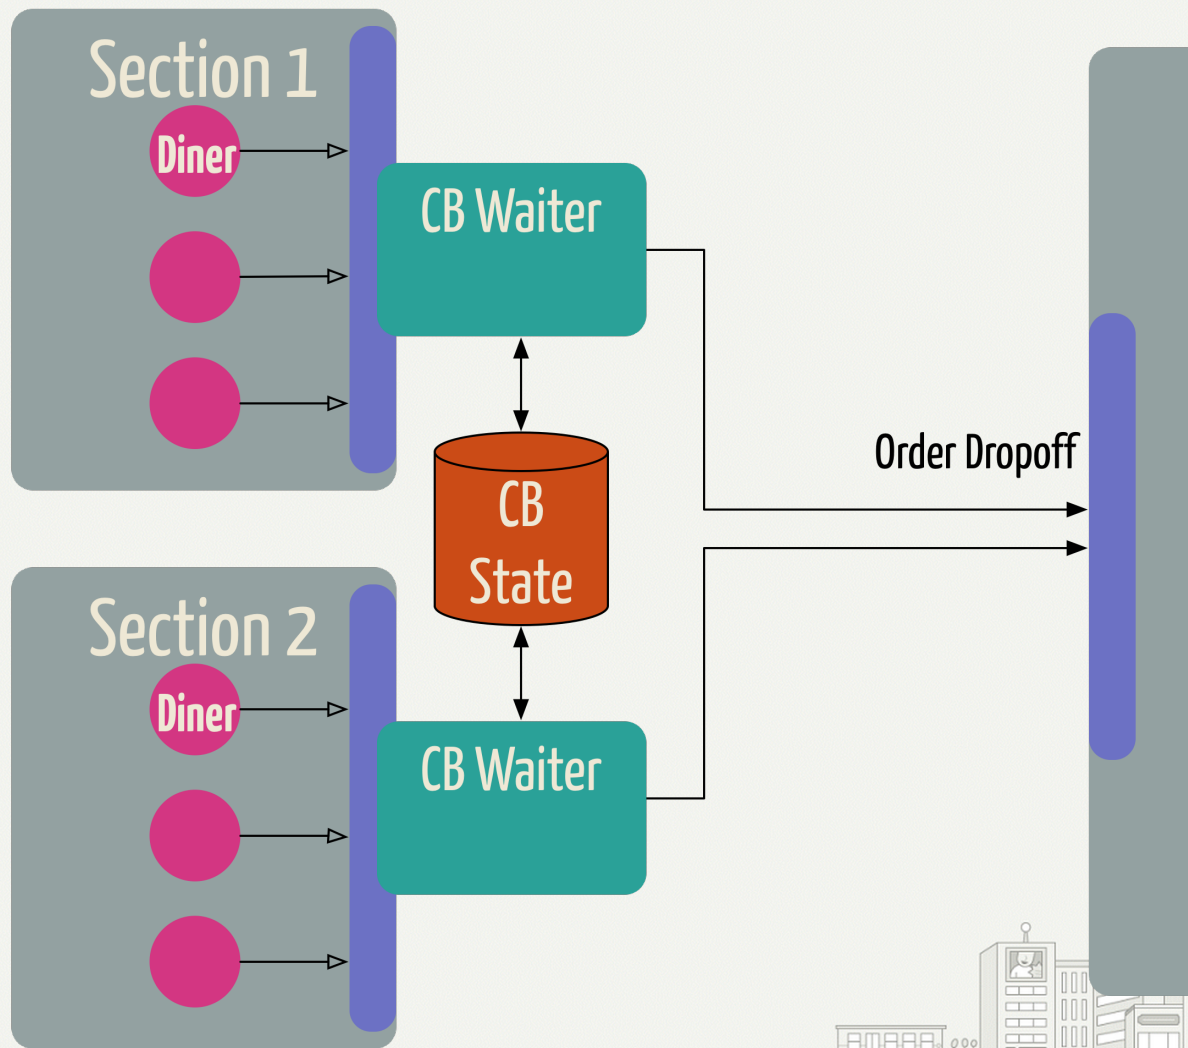 Section 1
Diner
CB Waiter
CB
State
Order Dropoff
Section 2
Diner
CB Waiter